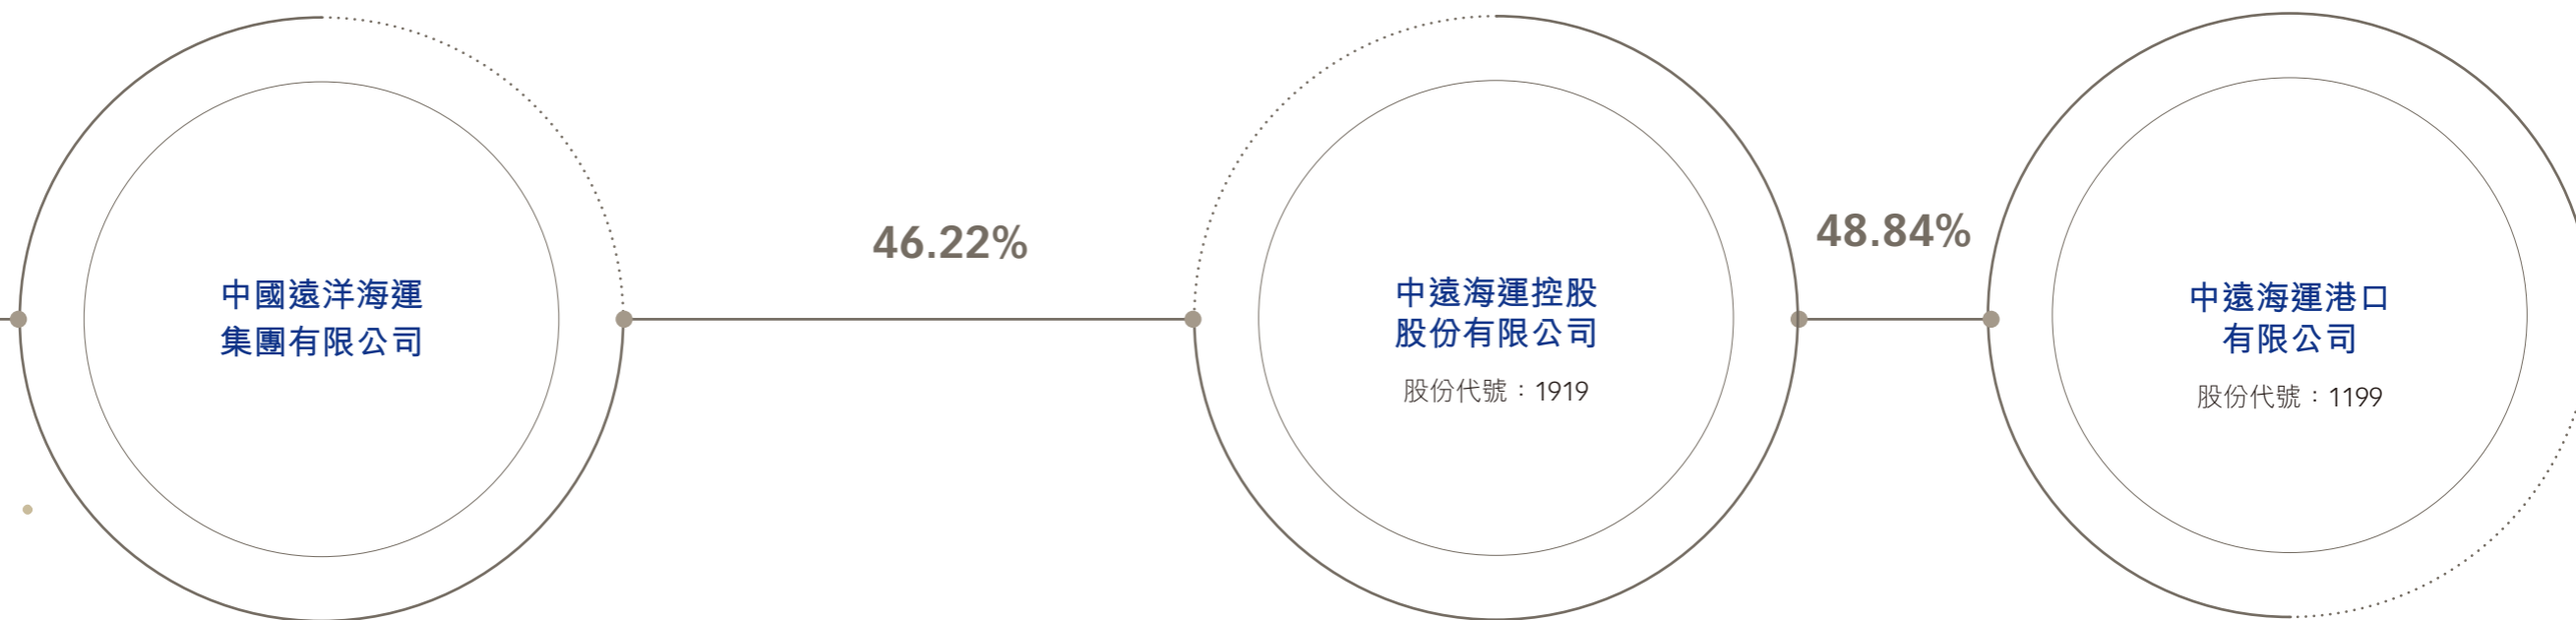 中國遠洋海運
集團有限公司
46.22%
中遠海運控股
股份有限公司
股份代號：1919
48.84%
中遠海運港口
有限公司
股份代號：1199